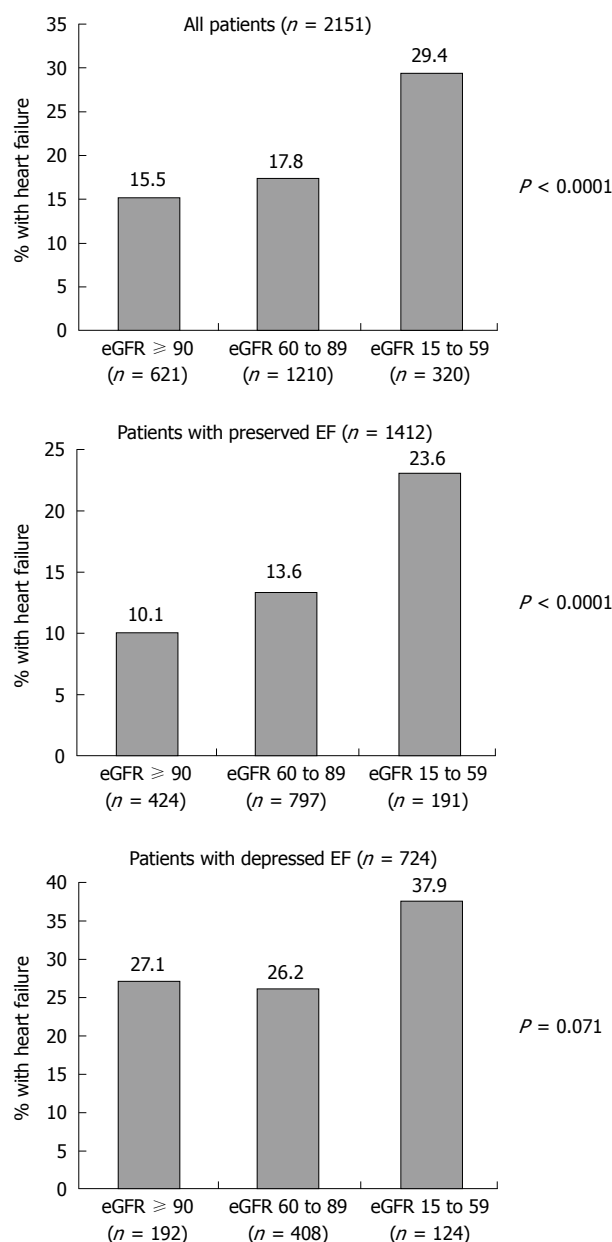 All patients (n = 2151)
% with heart failure
35
30
25
20
15
10
5
0
15.5
17.8
29.4
P < 0.0001
eGFR ⩾ 90
eGFR 60 to 89
eGFR 15 to 59
(n = 621)
(n = 1210)
(n = 320)
Patients with preserved EF (n = 1412)
% with heart failure
25
20
15
10
5
0
10.1
13.6
23.6
P < 0.0001
eGFR ⩾ 90
eGFR 60 to 89
eGFR 15 to 59
(n = 424)
(n = 797)
(n = 191)
Patients with depressed EF (n = 724)
% with heart failure
40
35
30
25
20
15
10
5
0
27.1
26.2
37.9
P = 0.071
eGFR ⩾ 90
eGFR 60 to 89
eGFR 15 to 59
(n = 192)
(n = 408)
(n = 124)